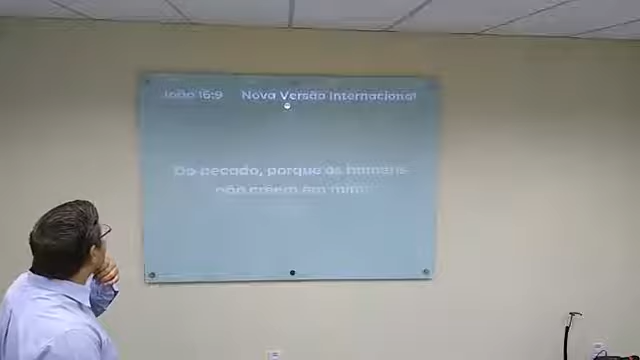 João 16:9 Nova Versão Internacional
Do pecado, porque os homens
não creem em mim;